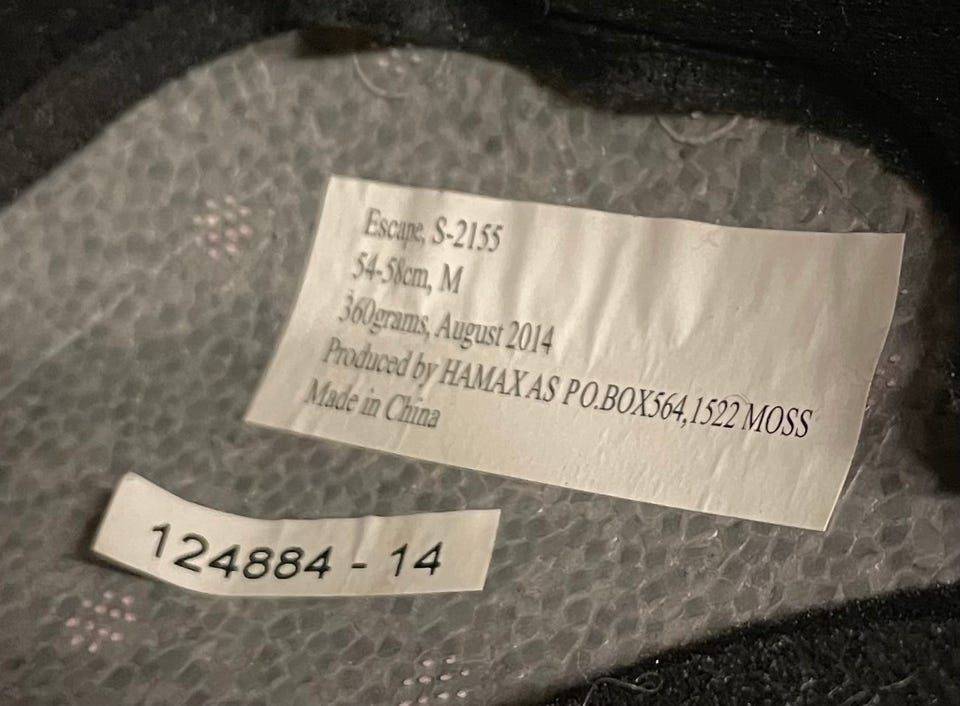 Escape, S-2155
54-58cm, M
360grams, August 2014
Produced by HAMAX AS P O.BOX564,1522 MOSS
Made in China
124884 - 14